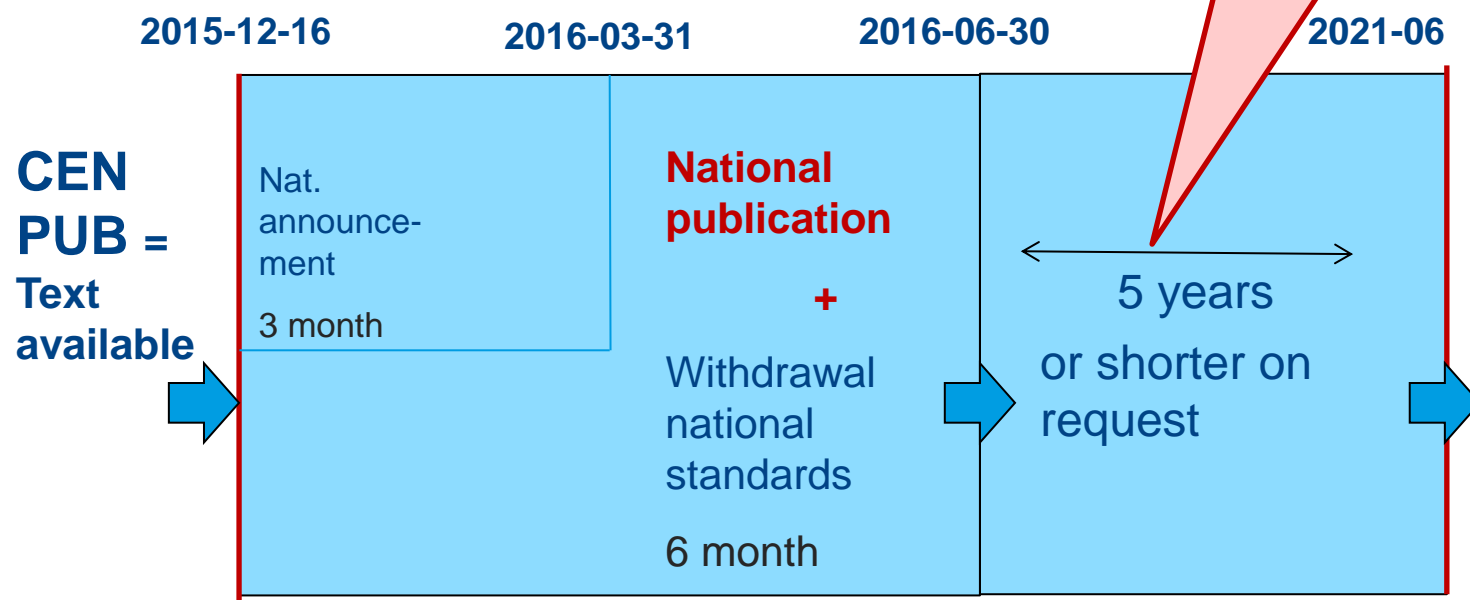 2015-12-16
2016-03-31
2016-06-30
2021-06
CEN
PUB =
Text
available
Nat.
announce-
ment
3 month
National
publication
+
Withdrawal
national
standards
6 month
5 years
or shorter on
request